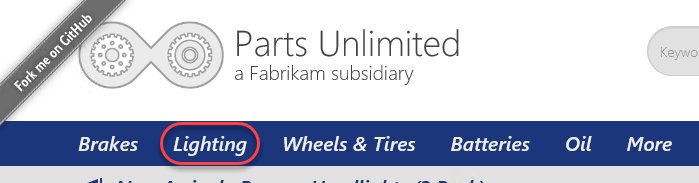 Fork me on GitHub
Parts Unlimited
a Fabrikam subsidiary
Brakes Lighting Wheels & Tires Batteries Oil More